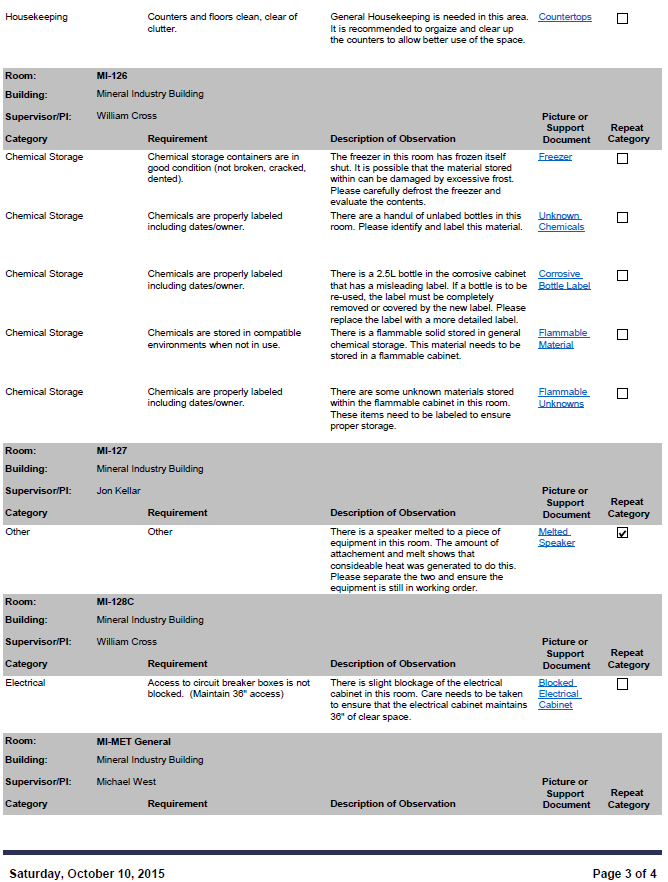 Housekeeping Counters and floors clean, clear of General Housekeeping is needed in this area. Countertops
clutter. It is recommended to orgaize and clear up
the counters to allow better use of the space.
Room: MI-126
Building: Mineral Industry Building
Supervisor/PI: William Cross Picture or
Support Repeat
Category Requirement Description of Observation Document Category
Chemical Storage Chemical storage containers are in The freezer in this room has frozen itself Freezer
good condition (not broken, cracked, shut. It is possible that the material stored
dented). within can be damaged by excessive frost.
Please carefully defrost the freezer and
evaluate the contents.
Chemical Storage Chemicals are properly labeled There are a handul of unlabed bottles in this Unknown
including dates/owner. room. Please identify and label this material. Chemicals
Chemical Storage Chemicals are properly labeled There is a 2.5L bottle in the corrosive cabinet Corrosive
including dates/owner. that has a misleading label. If a bottle is to be Bottle Label
re-used, the label must be completely
removed or covered by the new label. Please
replace the label with a more detailed label.
Chemical Storage Chemicals are stored in compatible There is a flammable solid stored in general Flammable
environments when not in use. chemical storage. This material needs to be Material
stored in a flammable cabinet.
Chemical Storage Chemicals are properly labeled There are some unknown materials stored Flammable
including dates/owner. within the flammable cabinet in this room. Unknowns
These items need to be labeled to ensure
proper storage.
Room: MI-127
Building: Mineral Industry Building
Supervisor/PI: Jon Kellar Picture or
Support Repeat
Category Requirement Description of Observation Document Category
Other Other There is a speaker melted to a piece of Melted
equipment in this room. The amount of Speaker
attachement and melt shows that
consideable heat was generated to do this.
Please separate the two and ensure the
equipment is still in working order.
Room: MI-128C
Building: Mineral Industry Building
Supervisor/PI: William Cross Picture or
Support Repeat
Category Requirement Description of Observation Document Category
Electrical Access to circuit breaker boxes is not There is slight blockage of the electrical Blocked
blocked. (Maintain 36" access) cabinet in this room. Care needs to be taken Electrical
to ensure that the electrical cabinet maintains Cabinet
36" of clear space.
Room: MI-MET General
Building: Mineral Industry Building
Supervisor/PI: Michael West Picture or
Support Repeat
Category Requirement Description of Observation Document Category
Saturday, October 10, 2015 Page 3 of 4